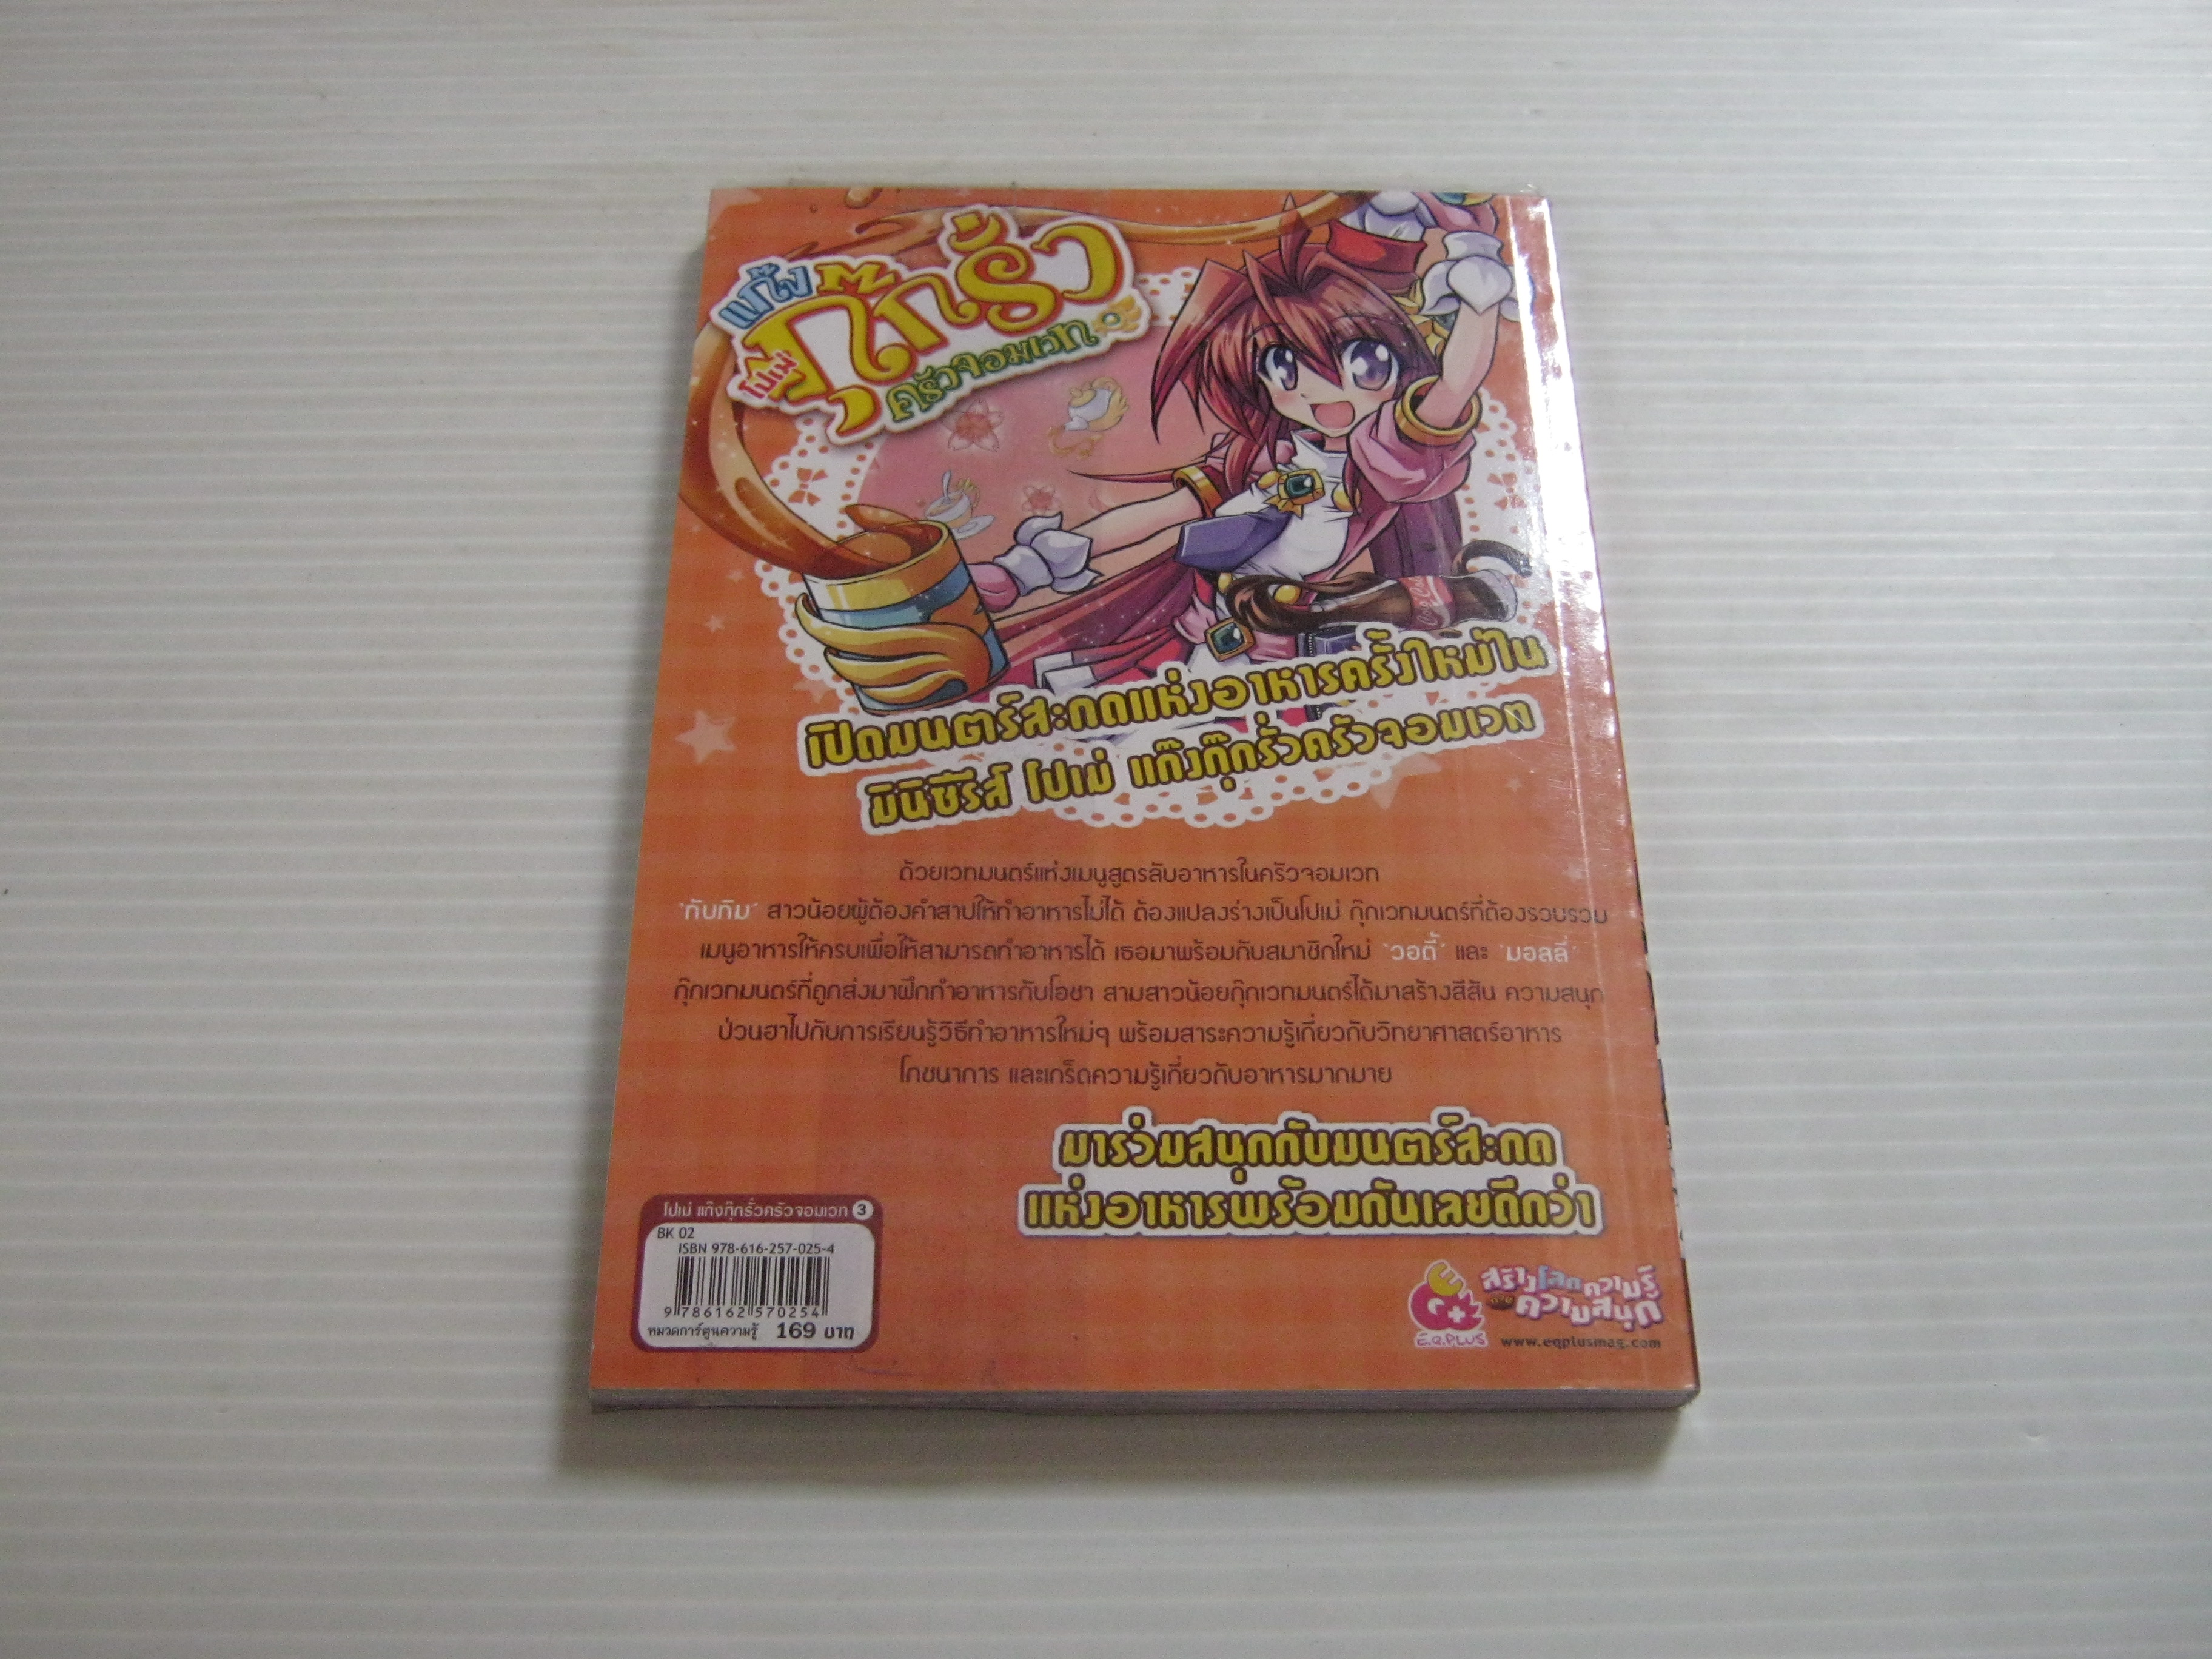 แก๊ง
โปเม่
กุ๊กรั่ว
ครัวจอมเวท
Coca-Cola
เปิดมนตร์สะกดแห่งอาหารครั้งใหม่ใน
มินิซีรีส์ โปเม่ แก๊งกุ๊กรั่วครัวจอมเวท
ด้วยเวทมนตร์แห่งเมนูสูตรลับอาหารในครัวจอมเวท
'ทับทิม' สาวน้อยผู้ต้องคำสาปให้ทำอาหารไม่ได้ ต้องแปลงร่างเป็นโปเม่ กุ๊กเวทมนตร์ที่ต้องรวบรวม
เมนูอาหารให้ครบเพื่อให้สามารถทำอาหารได้ เธอมาพร้อมกับสมาชิกใหม่ 'วอดี้' และ 'มอสลี่'
กุ๊กเวทมนตร์ที่ถูกส่งมาฝึกทำอาหารกับโอชา สามสาวน้อยกุ๊กเวทมนตร์ได้มาสร้างสีสัน ความสนุก
ป่วนฮาไปกับการเรียนรู้วิธีทำอาหารใหม่ๆ พร้อมสาระความรู้เกี่ยวกับวิทยาศาสตร์อาหาร
โภชนาการ และเกร็ดความรู้เกี่ยวกับอาหารมากมาย
มาร่วมสนุกกับมนตร์สะกด
แห่งอาหารพร้อมกันเลยดีกว่า
โปเม่ แก๊งกุ๊กรั่วครัวจอมเวท 3
BK 02
ISBN 978-616-257-025-4
9 786162 570254
หมวดการ์ตูนความรู้ 169 บาท
E.Q.PLUS
สร้างโลกความรู้
ความสนุก
www.eqplusmag.com